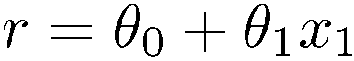 r = θ₀ + θ₁x₁